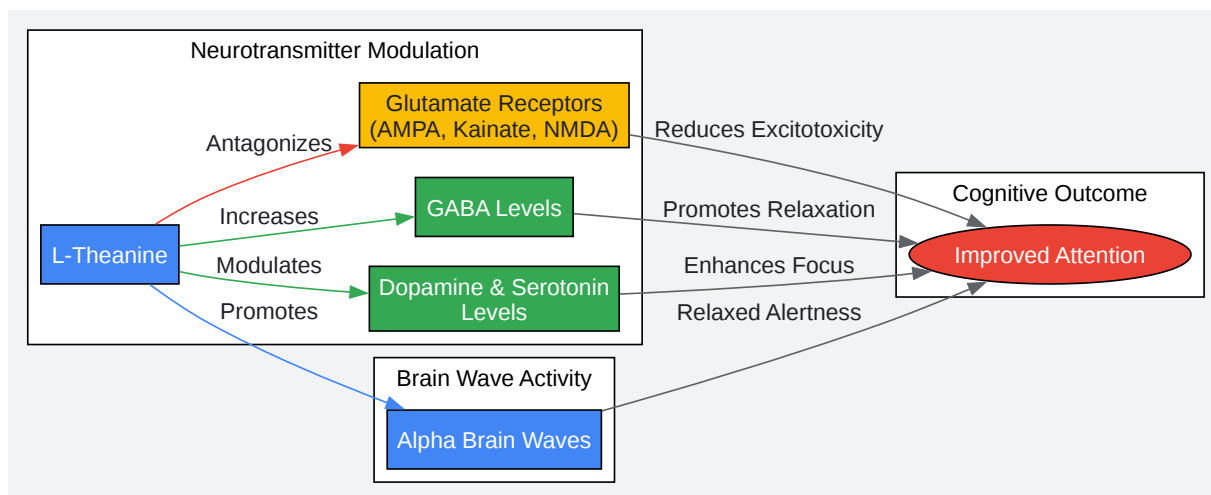 Neurotransmitter Modulation
Glutamate Receptors
(AMPA, Kainate, NMDA)
Antagonizes
Reduces Excitotoxicity
Cognitive Outcome
GABA Levels
Increases
Promotes Relaxation
L-Theanine
Improved Attention
Modulates
Enhances Focus
Dopamine & Serotonin
Levels
Promotes
Relaxed Alertness
Brain Wave Activity
Alpha Brain Waves